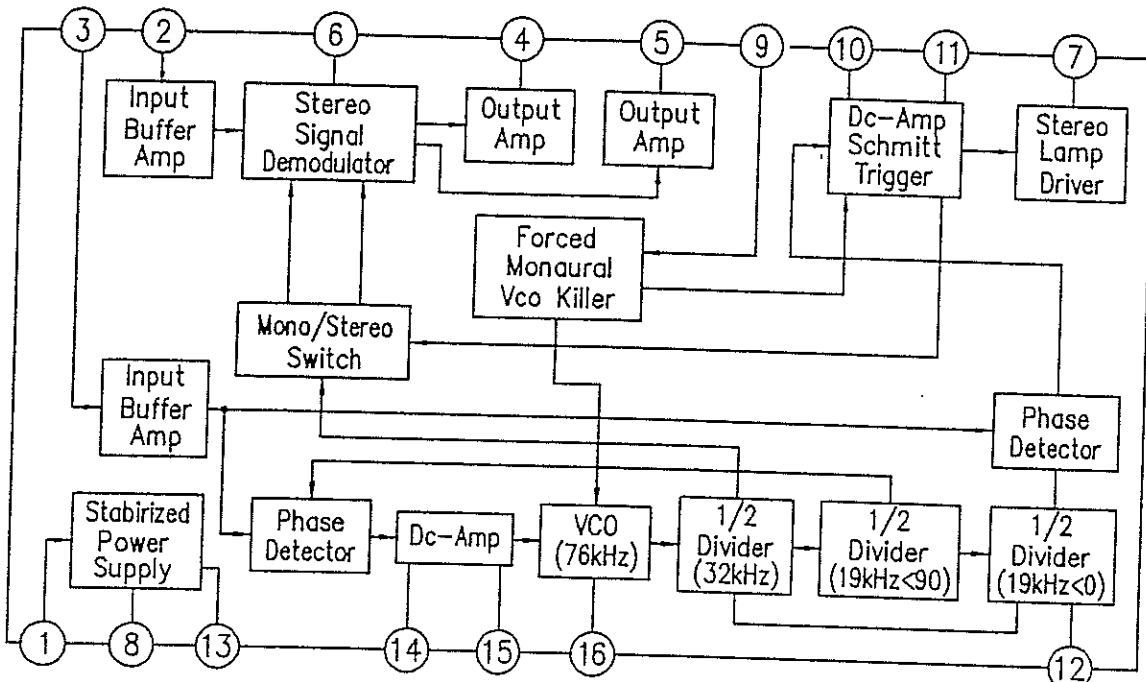 3
2
6
4
5
9
10
11
7
Input
Buffer
Amp
Stereo
Signal
Demodulator
Output
Amp
Output
Amp
Dc-Amp
Schmitt
Trigger
Stereo
Lamp
Driver
Forced
Monaural
Vco Killer
Mono/Stereo
Switch
Input
Buffer
Amp
Phase
Detector
Stabirized
Power
Supply
Phase
Detector
Dc-Amp
VCO
(76kHz)
1/2
Divider
(32kHz)
1/2
Divider
(19kHz<90)
1/2
Divider
(19kHz<0)
1
8
13
14
15
16
12